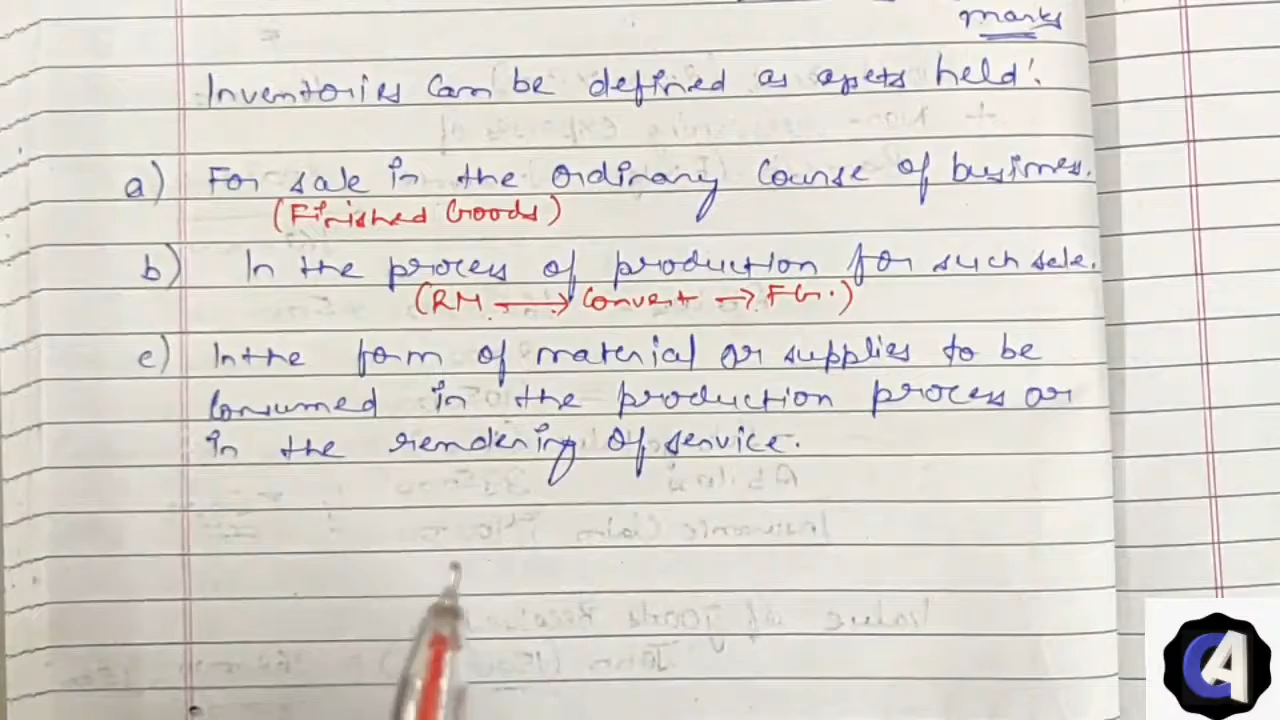 marks
Inventories can be defined as assets held:
a) For sale in the ordinary course of business.
(Finished Goods)
b) In the process of production for such sale.
(RM → Convert → FG.)
c) In the form of material or supplies to be
consumed in the production process or
in the rendering of service.
CA